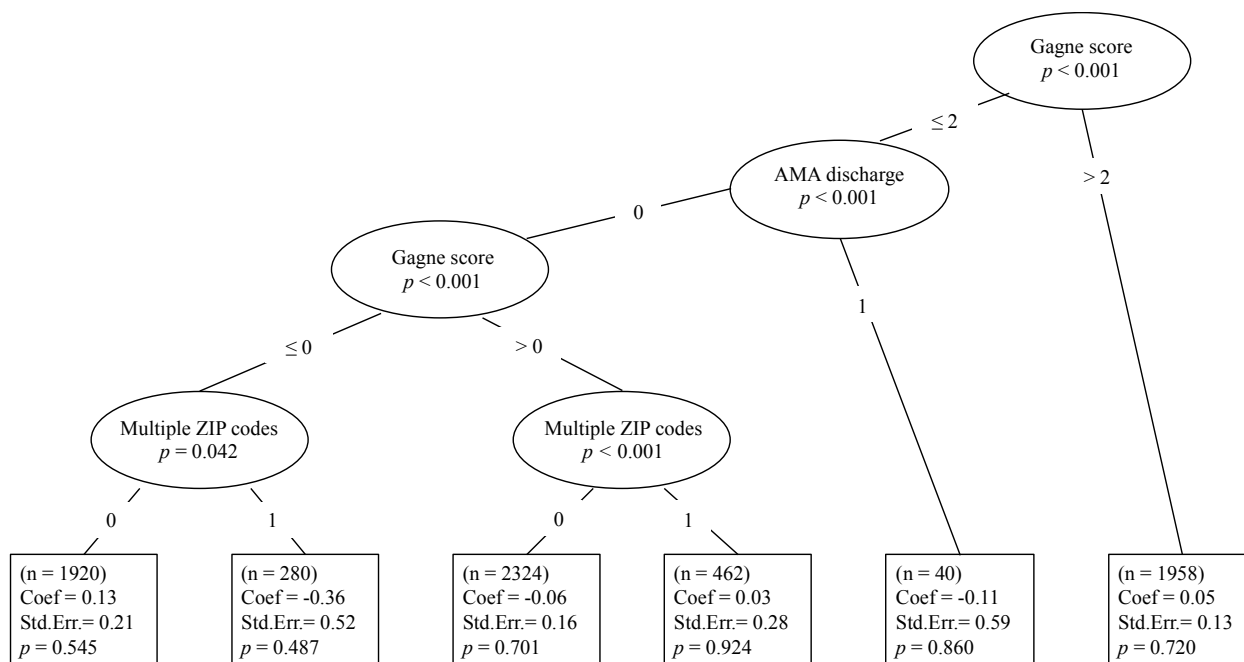 Gagne score
p < 0.001
≤ 2
> 2
AMA discharge
p < 0.001
0
1
Gagne score
p < 0.001
≤ 0
> 0
Multiple ZIP codes
p = 0.042
Multiple ZIP codes
p < 0.001
0
1
0
1
(n = 1920)
Coef = 0.13
Std.Err.= 0.21
p = 0.545
(n = 280)
Coef = -0.36
Std.Err.= 0.52
p = 0.487
(n = 2324)
Coef = -0.06
Std.Err.= 0.16
p = 0.701
(n = 462)
Coef = 0.03
Std.Err.= 0.28
p = 0.924
(n = 40)
Coef = -0.11
Std.Err.= 0.59
p = 0.860
(n = 1958)
Coef = 0.05
Std.Err.= 0.13
p = 0.720